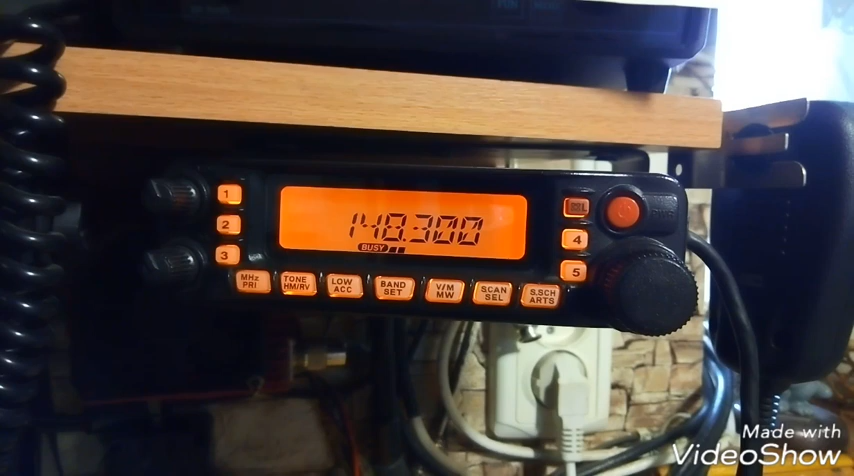 1
2
3
148.300
BUSY
4
5
MHz
PRI
TONE
HM/RV
LOW
ACC
BAND
SET
V/M
MW
SCAN
SEL
S.SCH
ARTS
Made with
VideoShow